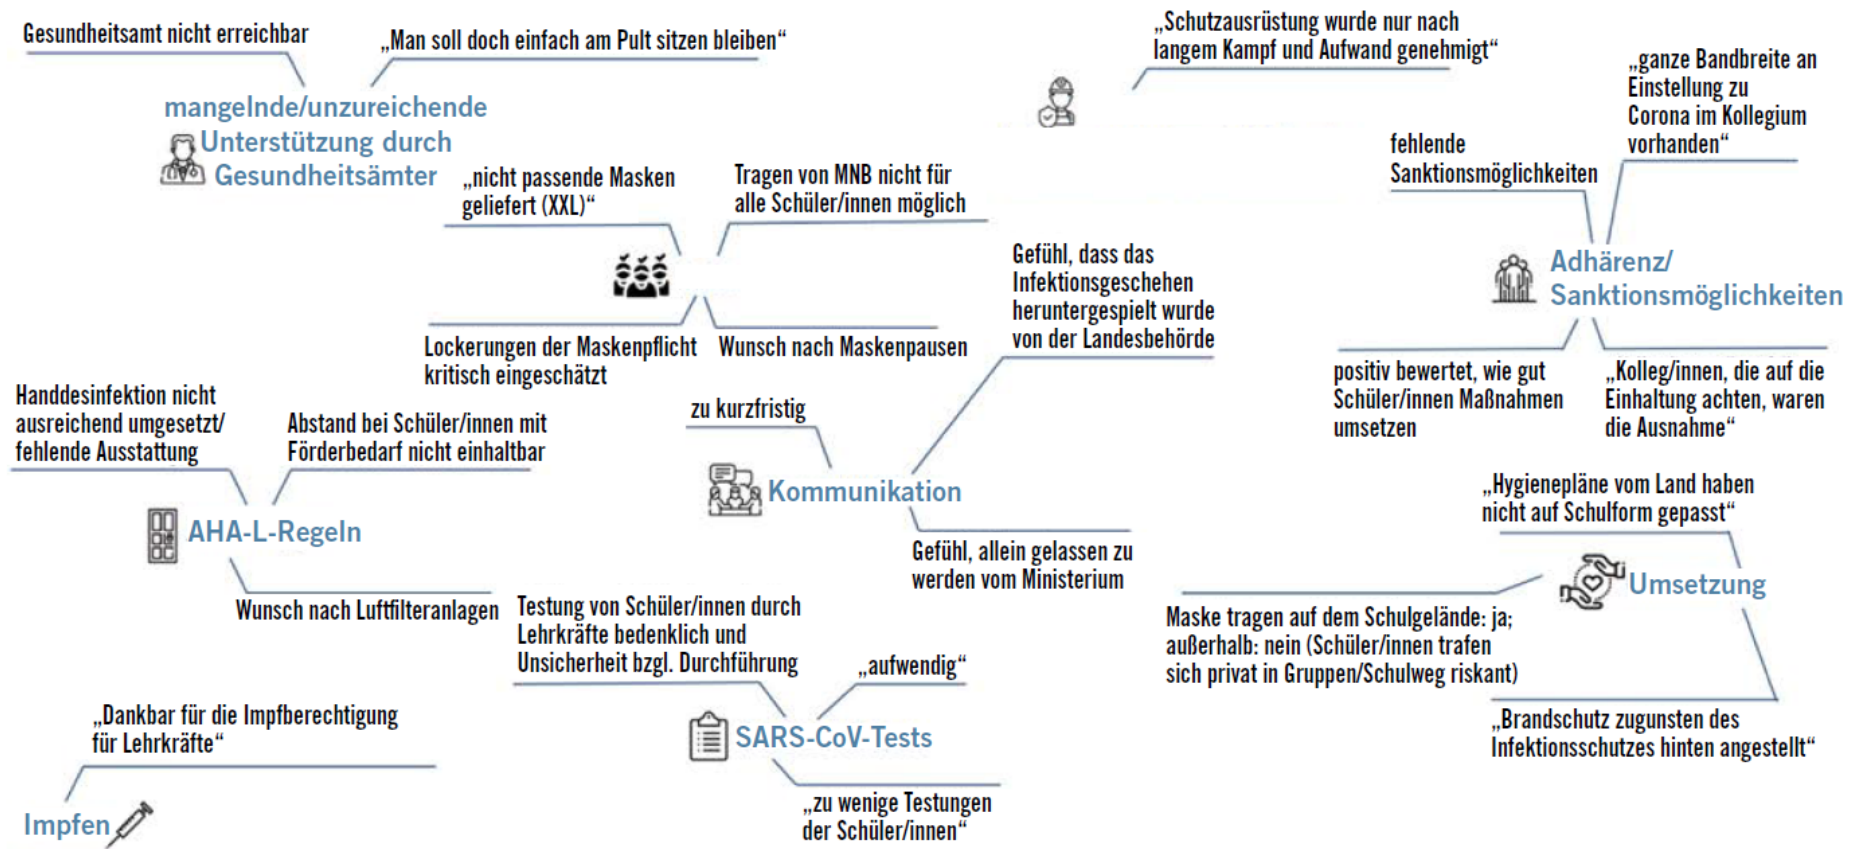 Gesundheitsamt nicht erreichbar
„Man soll doch einfach am Pult sitzen bleiben“
mangelnde/unzureichende
Unterstützung durch
Gesundheitsämter
„Schutzausrüstung wurde nur nach
langem Kampf und Aufwand genehmigt“
„nicht passende Masken
geliefert (XXL)“
Tragen von MNB nicht für
alle Schüler/innen möglich
Lockerungen der Maskenpflicht
kritisch eingeschätzt
Wunsch nach Maskenpausen
fehlende
Sanktionsmöglichkeiten
„ganze Bandbreite an
Einstellung zu
Corona im Kollegium
vorhanden“
Adhärenz/
Sanktionsmöglichkeiten
positiv bewertet, wie gut
Schüler/innen Maßnahmen
umsetzen
„Kolleg/innen, die auf die
Einhaltung achten, waren
die Ausnahme“
Gefühl, dass das
Infektionsgeschehen
heruntergespielt wurde
von der Landesbehörde
zu kurzfristig
Kommunikation
Gefühl, allein gelassen zu
werden vom Ministerium
Handdesinfektion nicht
ausreichend umgesetzt/
fehlende Ausstattung
Abstand bei Schüler/innen mit
Förderbedarf nicht einhaltbar
AHA-L-Regeln
Wunsch nach Luftfilteranlagen
„Hygienepläne vom Land haben
nicht auf Schulform gepasst“
Umsetzung
Maske tragen auf dem Schulgelände: ja;
außerhalb: nein (Schüler/innen trafen
sich privat in Gruppen/Schulweg riskant)
„Brandschutz zugunsten des
Infektionsschutzes hinten angestellt“
Testung von Schüler/innen durch
Lehrkräfte bedenklich und
Unsicherheit bzgl. Durchführung
„aufwendig“
SARS-CoV-Tests
„zu wenige Testungen
der Schüler/innen“
„Dankbar für die Impfberechtigung
für Lehrkräfte“
Impfen